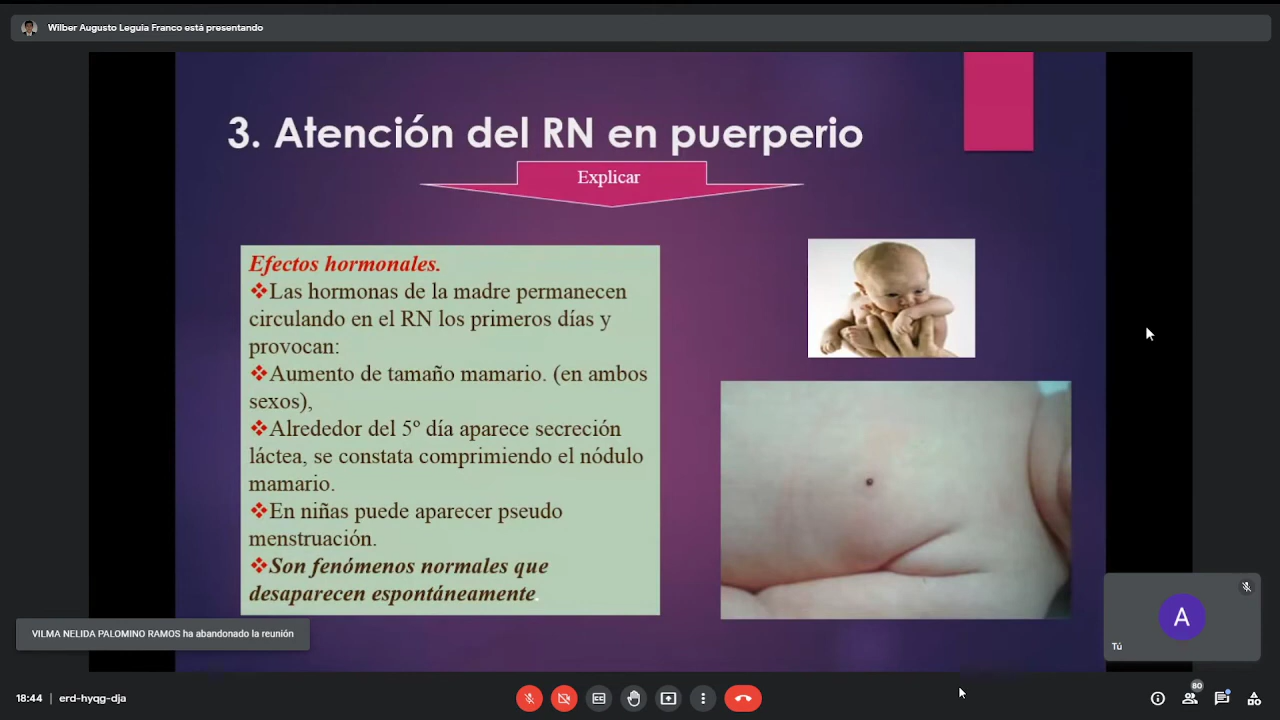 Wilber Augusto Leguia Franco está presentando
3. Atención del RN en puerperio
Explicar
Efectos hormonales.
❖Las hormonas de la madre permanecen
circulando en el RN los primeros días y
provocan:
❖Aumento de tamaño mamario. (en ambos
sexos),
❖Alrededor del 5º día aparece secreción
láctea, se constata comprimiendo el nódulo
mamario.
❖En niñas puede aparecer pseudo
menstruación.
❖Son fenómenos normales que
desaparecen espontáneamente.
VILMA NELIDA PALOMINO RAMOS ha abandonado la reunión
A
Tú
18:44 | erd-hyqg-dja
80